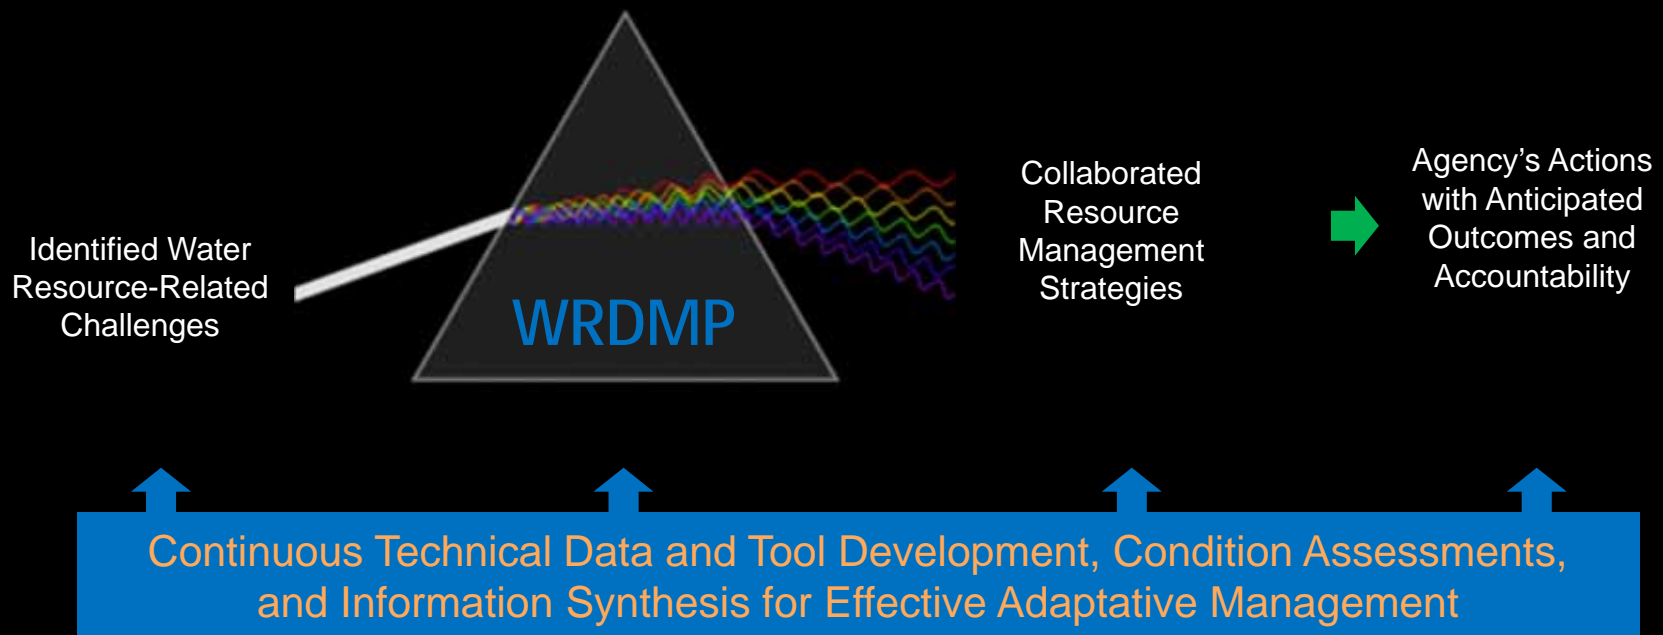 Identified Water
Resource-Related
Challenges
WRDMP
Collaborated
Resource
Management
Strategies
Agency’s Actions
with Anticipated
Outcomes and
Accountability
Continuous Technical Data and Tool Development, Condition Assessments,
and Information Synthesis for Effective Adaptative Management